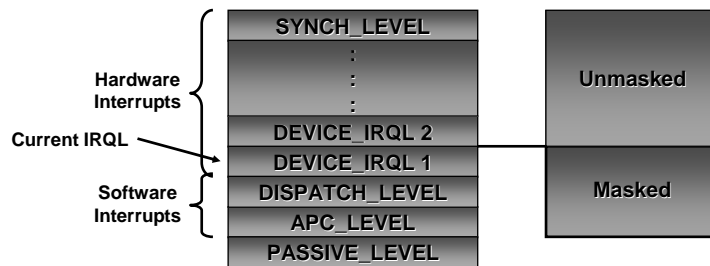 SYNCH_LEVEL
:
:
:
DEVICE_IRQL 2
DEVICE_IRQL 1
DISPATCH_LEVEL
APC_LEVEL
PASSIVE_LEVEL
Hardware
Interrupts
Current IRQL
Software
Interrupts
Unmasked
Masked